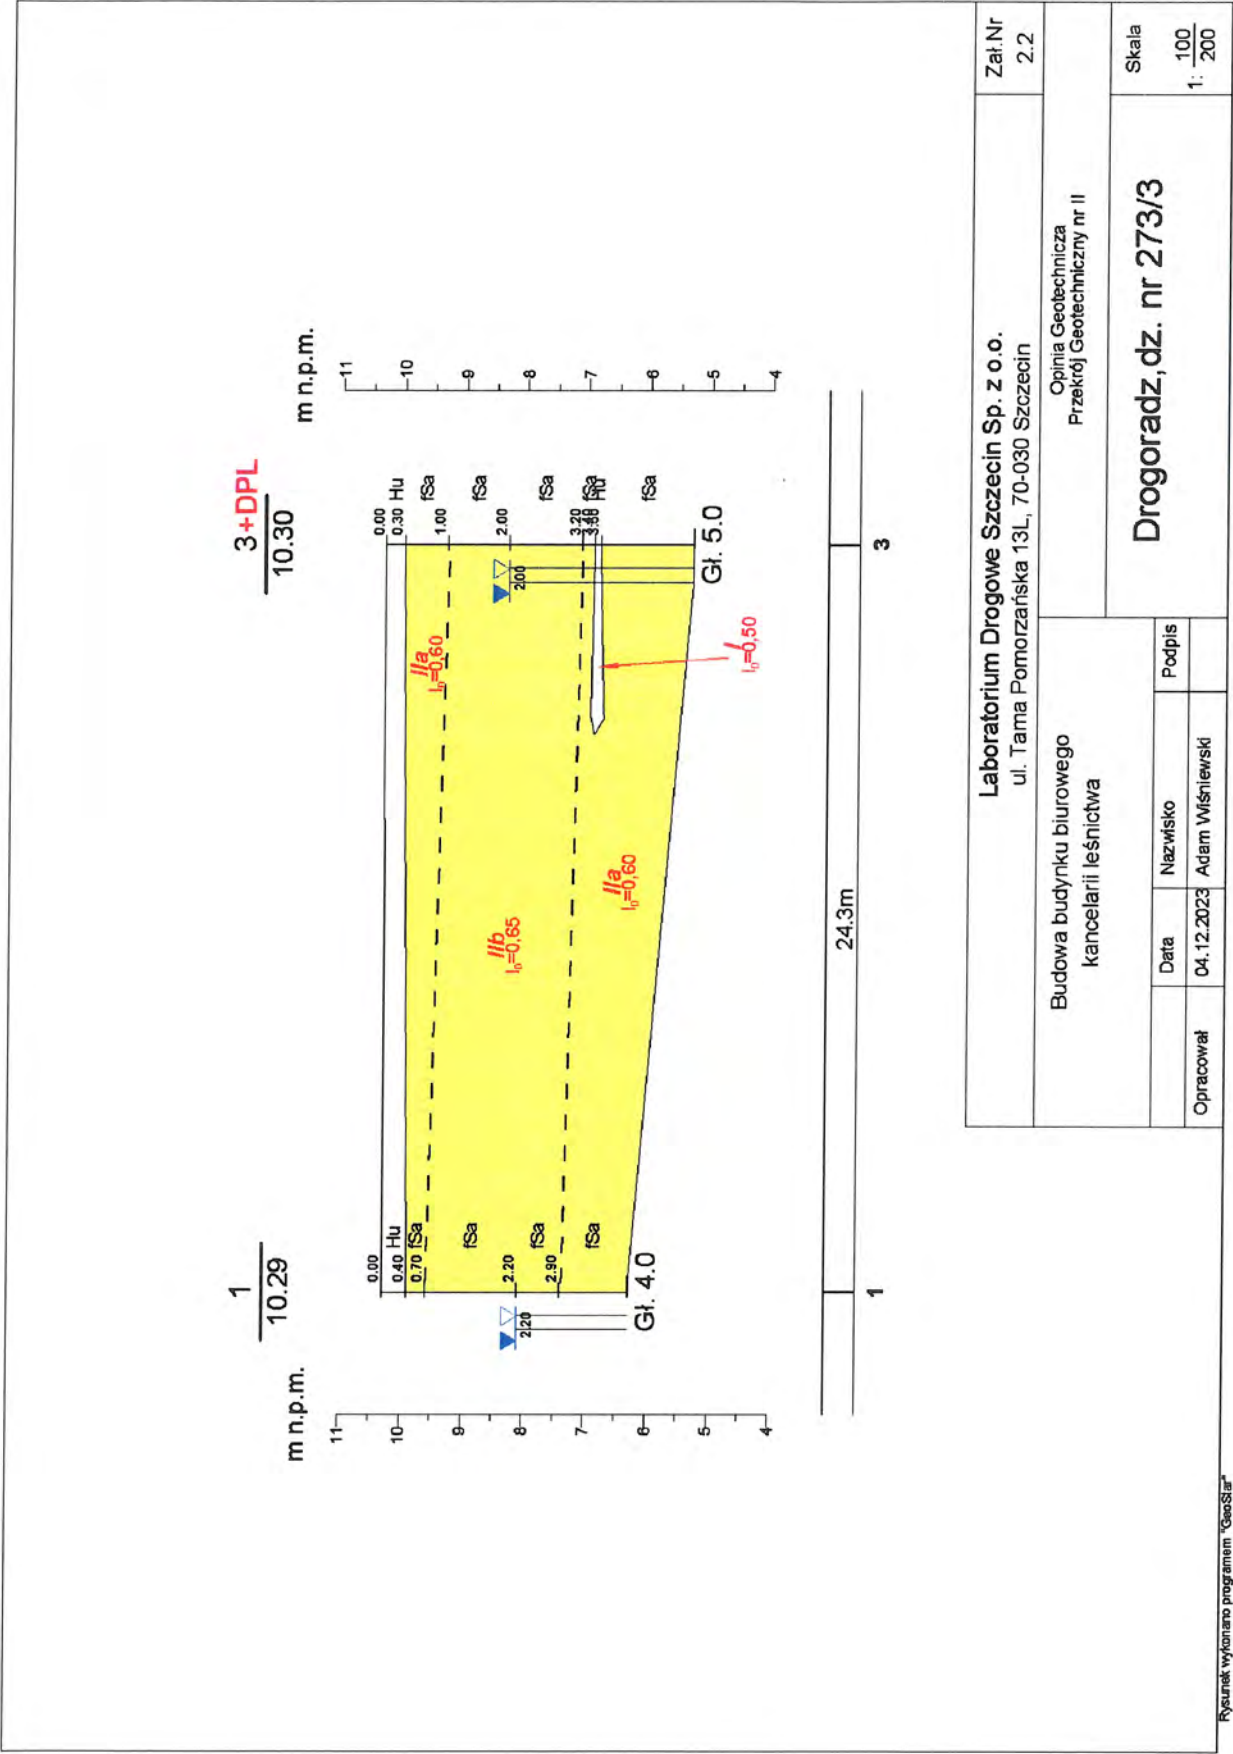 1
10.29
3+DPL
10.30
m n.p.m.
m n.p.m.
11
10
9
8
7
6
5
4
0.00
0.40 Hu
0.70 fSa
fSa
2.20
fSa
2.90
fSa
2.20
Gł. 4.0
IIa
I₀=0,60
IIb
I₀=0,65
IIa
I₀=0,60
I
I₀=0,50
0.00
0.30 Hu
fSa
1.00
fSa
2.00
fSa
3.20
fSa
Hu
fSa
2.00
Gł. 5.0
11
10
9
8
7
6
5
4
24.3m
1
3
Laboratorium Drogowe Szczecin Sp. z o.o.
ul. Tama Pomorzańska 13L, 70-030 Szczecin
Zał.Nr
2.2
Budowa budynku biurowego
kancelarii leśnictwa
Opinia Geotechnicza
Przekrój Geotechniczny nr II
Data Nazwisko Podpis
Opracował 04.12.2023 Adam Wiśniewski
Drogoradz,dz. nr 273/3
Skala
1: 100
200
Rysunek wykonano programem "GeoStar"